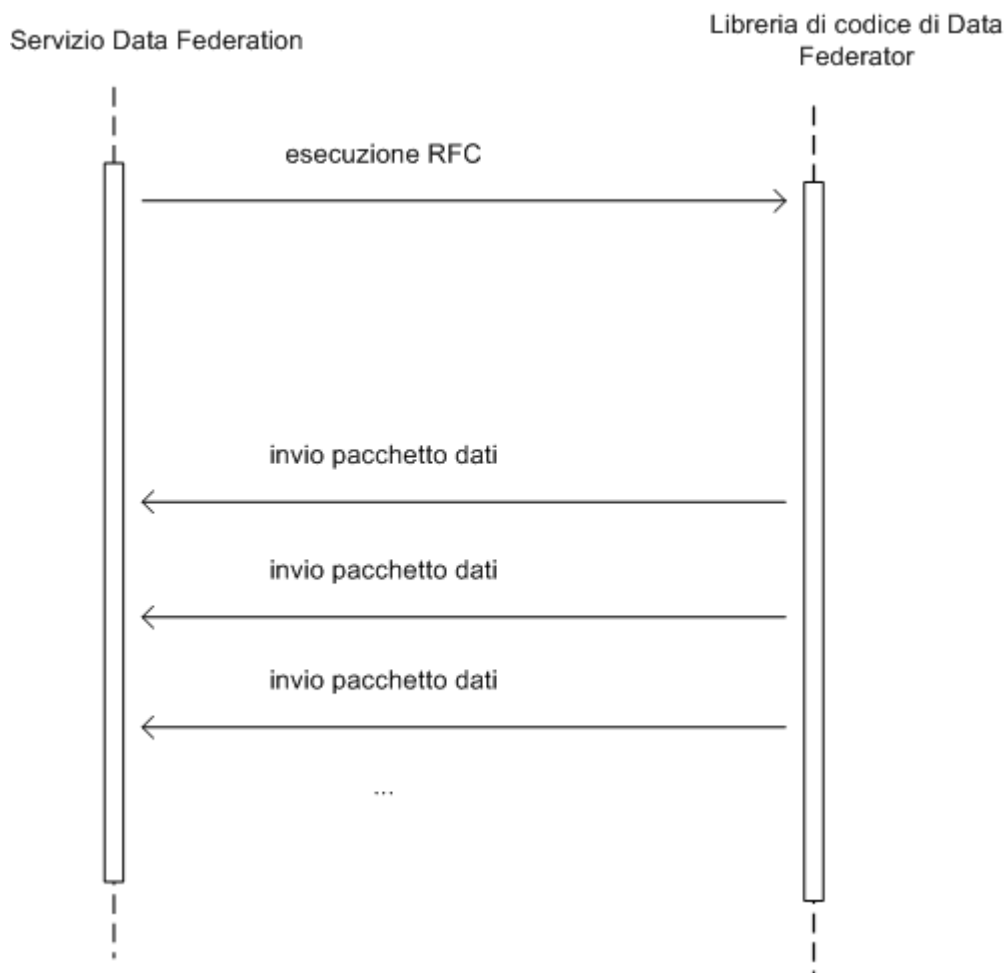 Servizio Data Federation
Libreria di codice di Data
Federator
esecuzione RFC
invio pacchetto dati
invio pacchetto dati
invio pacchetto dati
...